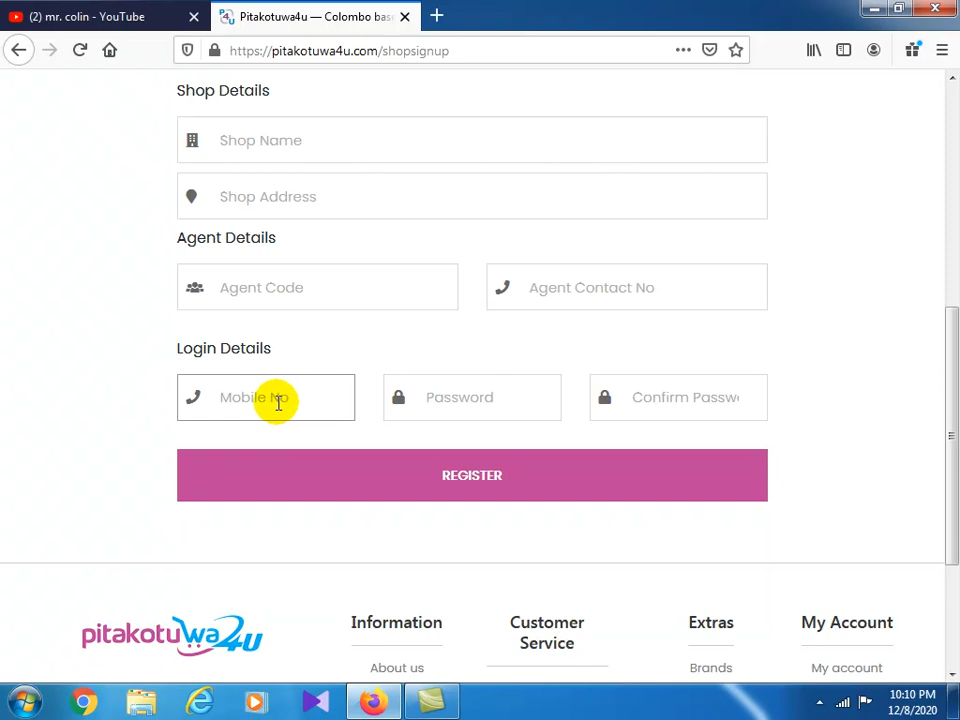 (2) mr. colin - YouTube
Pitakotuwa4u — Colombo bas
https://pitakotuwa4u.com/shopsignup
Shop Details
Shop Name
Shop Address
Agent Details
Agent Code
Agent Contact No
Login Details
Mobile No
Password
Confirm Passw
REGISTER
pitakotuwa4u
Information
Customer Service
Extras
My Account
About us
Brands
My account
10:10 PM
12/8/2020